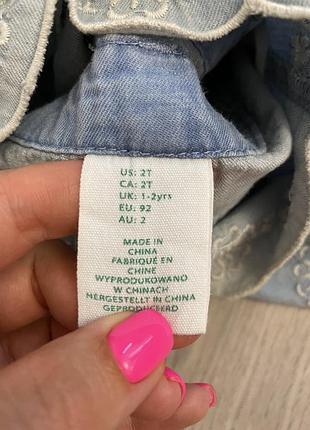 US: 2T
CA: 2T
UK: 1-2yrs
EU: 92
AU: 2
MADE IN
CHINA
FABRIQUÉ EN
CHINE
WYPRODUKOWANO
W CHINACH
HERGESTELLT IN CHINA
GEPRODUCEERD